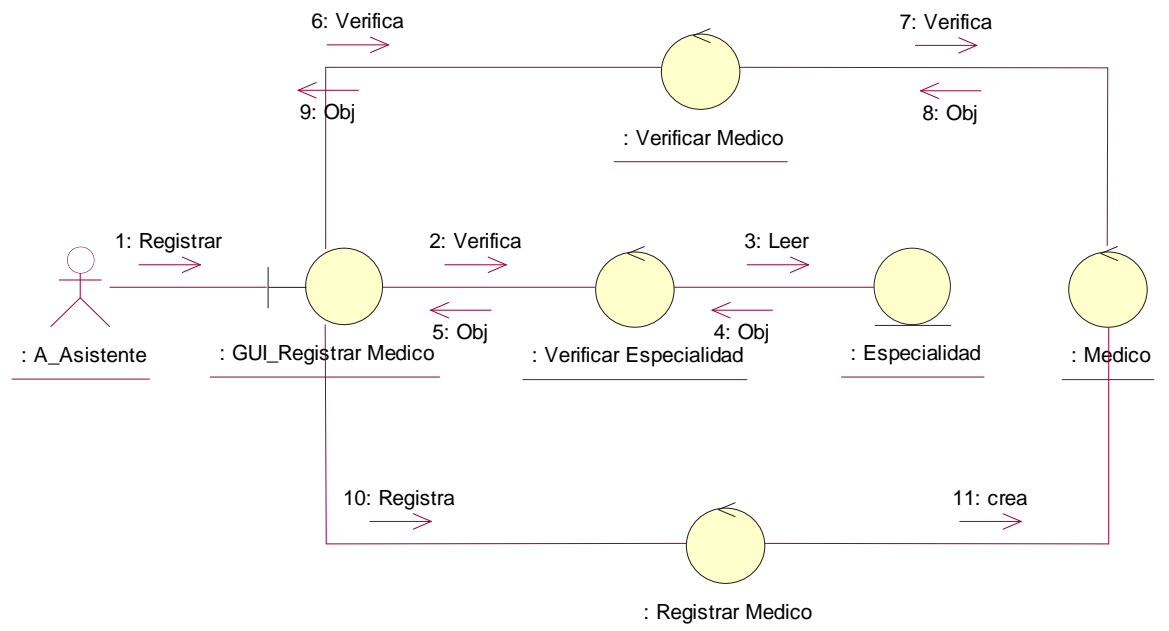 6: Verifica
7: Verifica
9: Obj
8: Obj
: Verificar Medico
1: Registrar
2: Verifica
3: Leer
5: Obj
4: Obj
: A_Asistente
: GUI_Registrar Medico
: Verificar Especialidad
: Especialidad
: Medico
10: Registra
11: crea
: Registrar Medico